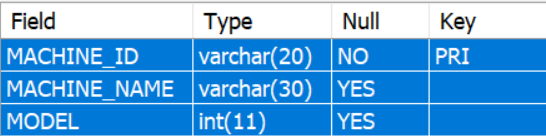 Field Type Null Key
MACHINE_ID varchar(20) NO PRI
MACHINE_NAME varchar(30) YES
MODEL int(11) YES